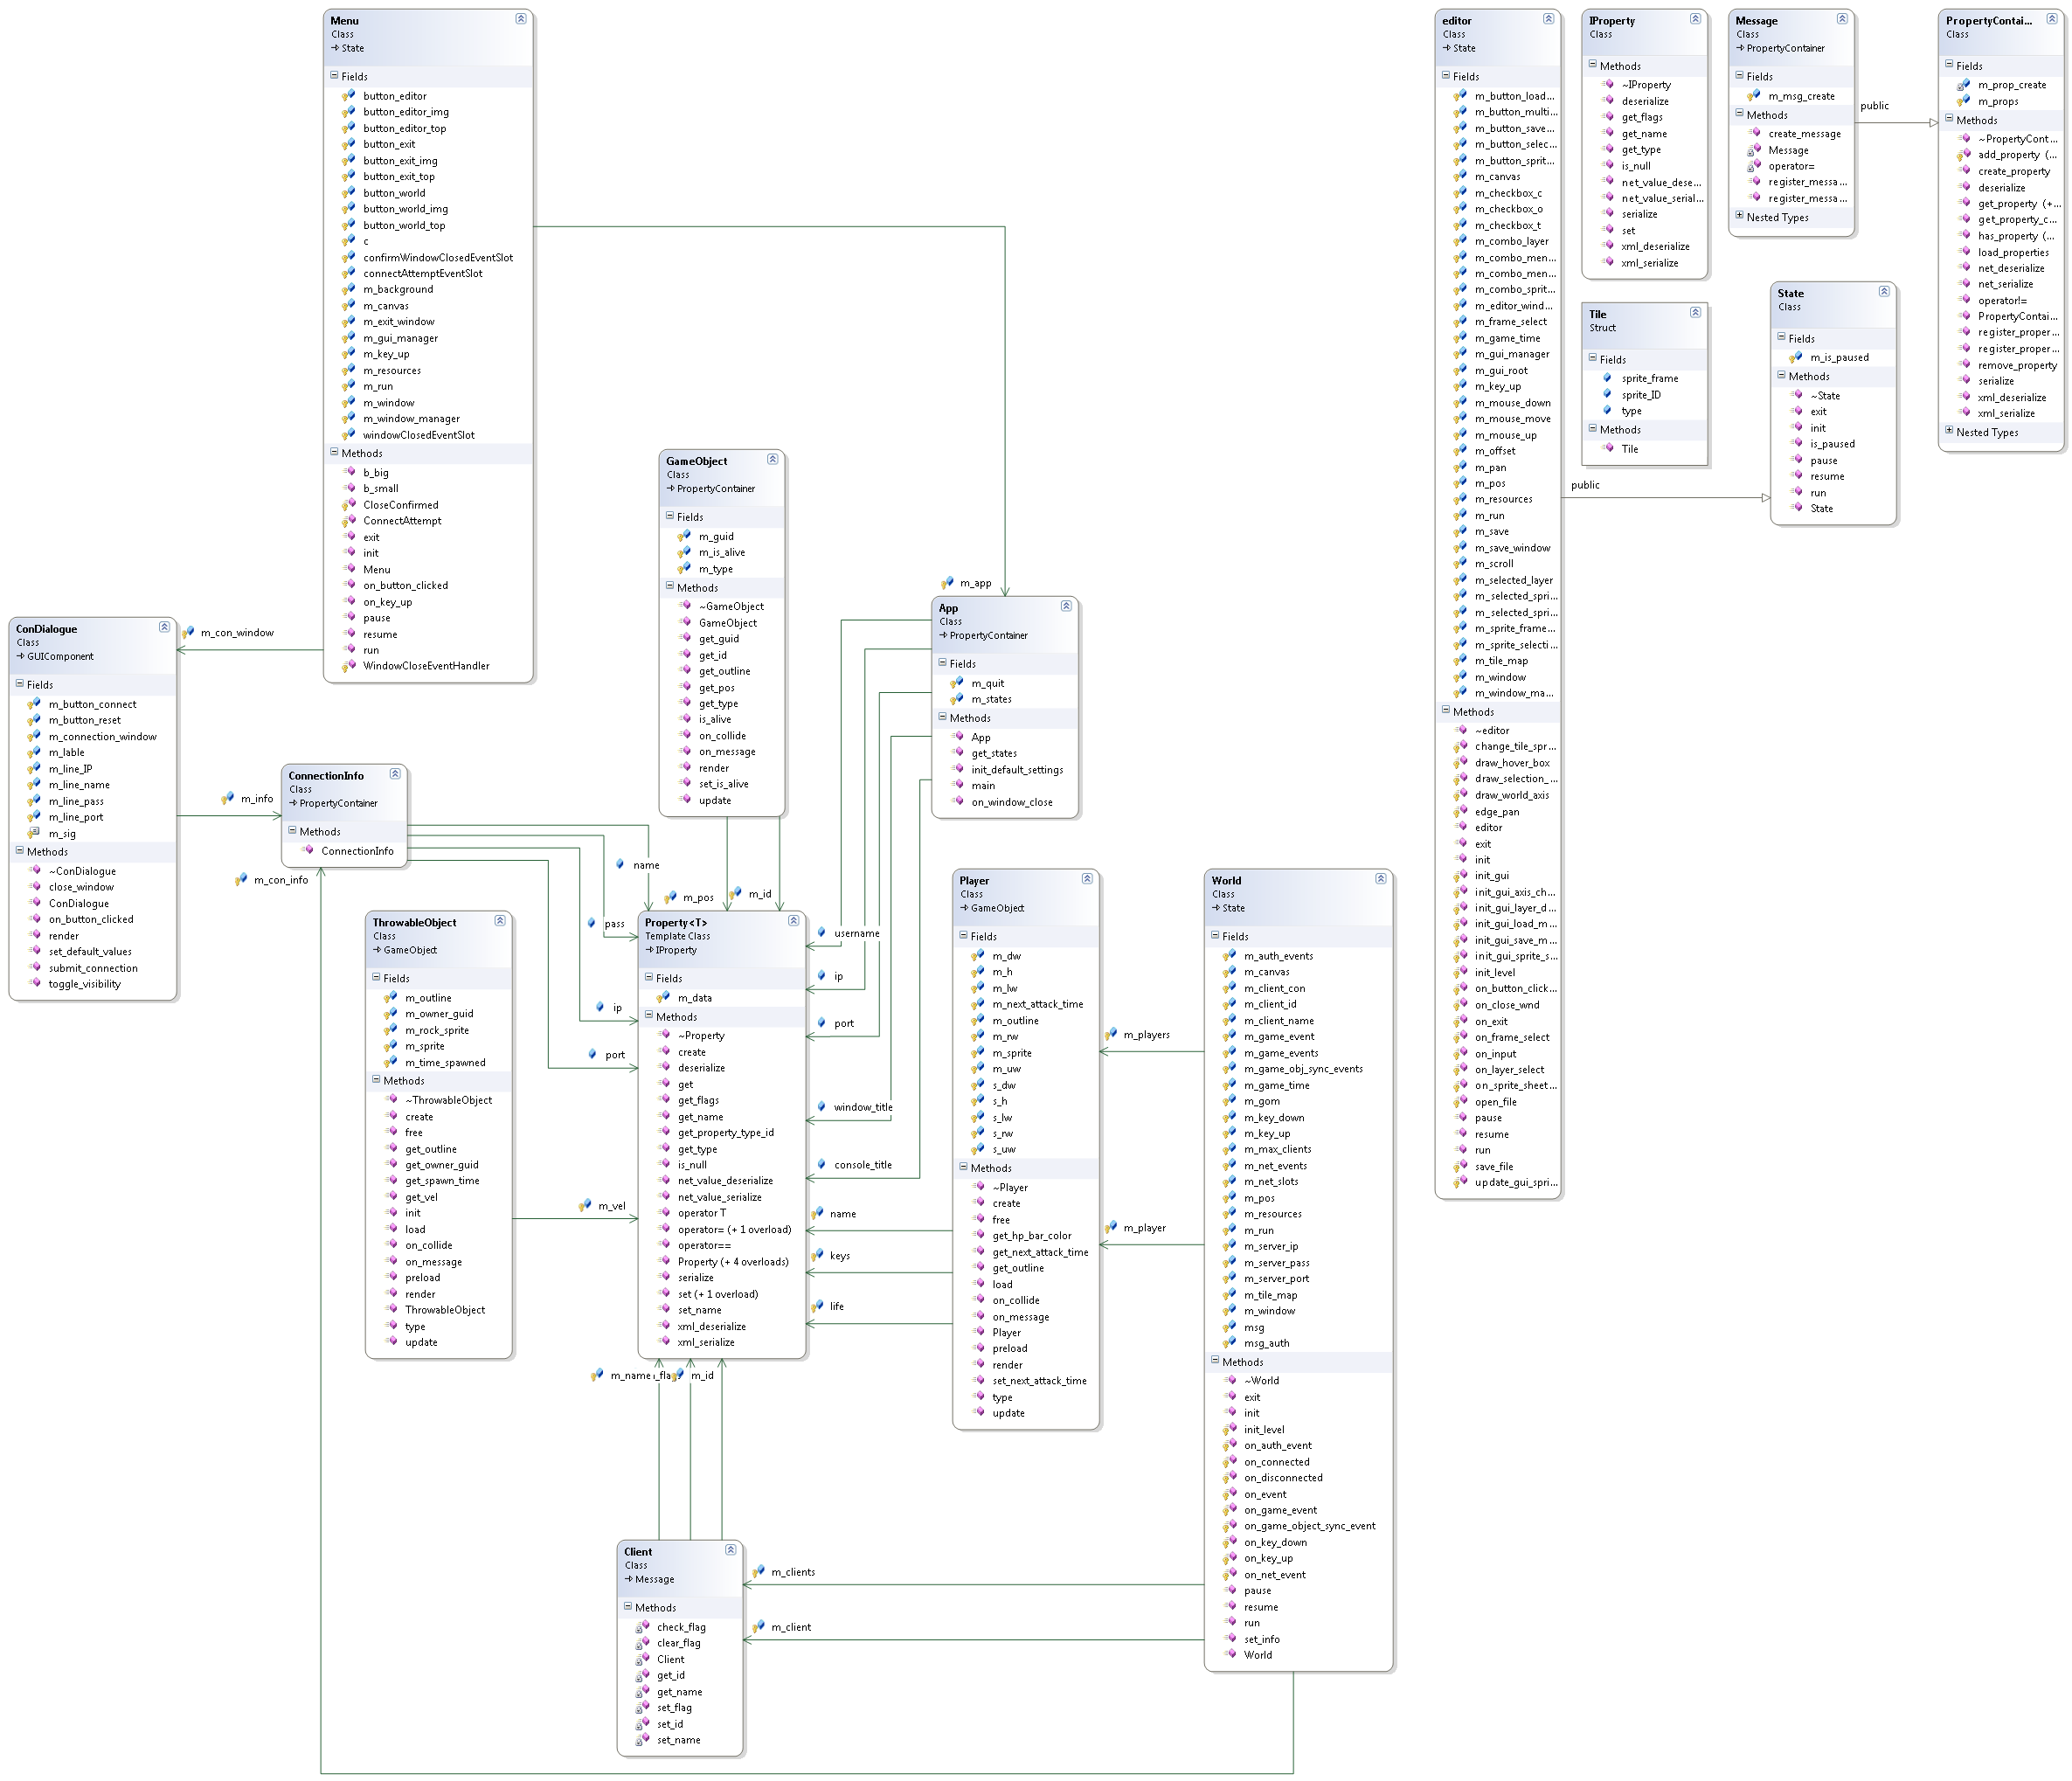 Menu
Class
State
Fields
button_editor
button_editor_img
button_editor_top
button_exit
button_exit_img
button_exit_top
button_world
button_world_img
button_world_top
c
confirmWindowClosedEventSlot
connectAttemptEventSlot
m_background
m_canvas
m_exit_window
m_gui_manager
m_key_up
m_resources
m_run
m_window
m_window_manager
windowClosedEventSlot
Methods
b_big
b_small
CloseConfirmed
ConnectAttempt
exit
init
Menu
on_button_clicked
on_key_up
pause
resume
run
WindowCloseEventHandler
m_con_window
m_app
ConDialogue
Class
GUIComponent
Fields
m_button_connect
m_button_reset
m_connection_window
m_lable
m_line_IP
m_line_name
m_line_pass
m_line_port
m_sig
Methods
~ConDialogue
close_window
ConDialogue
on_button_clicked
render
set_default_values
submit_connection
toggle_visibility
m_info
ConnectionInfo
Class
PropertyContainer
Methods
ConnectionInfo
m_con_info
name
pass
ip
port
GameObject
Class
PropertyContainer
Fields
m_guid
m_is_alive
m_type
Methods
~GameObject
GameObject
get_guid
get_id
get_outline
get_pos
get_type
is_alive
on_collide
on_message
render
set_is_alive
update
m_pos
m_id
App
Class
PropertyContainer
Fields
m_quit
m_states
Methods
App
get_states
init_default_settings
main
on_window_close
username
ip
port
window_title
console_title
ThrowableObject
Class
GameObject
Fields
m_outline
m_owner_guid
m_rock_sprite
m_sprite
m_time_spawned
Methods
~ThrowableObject
create
free
get_outline
get_owner_guid
get_spawn_time
get_vel
init
load
on_collide
on_message
preload
render
ThrowableObject
type
update
m_vel
Property<T>
Template Class
IProperty
Fields
m_data
Methods
~Property
create
deserialize
get
get_flags
get_name
get_property_type_id
get_type
is_null
net_value_deserialize
net_value_serialize
operator T
operator= (+ 1 overload)
operator==
Property (+ 4 overloads)
serialize
set (+ 1 overload)
set_name
xml_deserialize
xml_serialize
Player
Class
GameObject
Fields
m_dw
m_h
m_lw
m_next_attack_time
m_outline
m_rw
m_sprite
m_uw
s_dw
s_h
s_lw
s_rw
s_uw
Methods
~Player
create
free
get_hp_bar_color
get_next_attack_time
get_outline
load
on_collide
on_message
Player
preload
render
set_next_attack_time
type
update
name
keys
life
World
Class
State
Fields
m_auth_events
m_canvas
m_client_con
m_client_id
m_client_name
m_game_event
m_game_events
m_game_obj_sync_events
m_game_time
m_gom
m_key_down
m_key_up
m_max_clients
m_net_events
m_net_slots
m_pos
m_resources
m_run
m_server_ip
m_server_pass
m_server_port
m_tile_map
m_window
msg
msg_auth
Methods
~World
exit
init
init_level
on_auth_event
on_connected
on_disconnected
on_event
on_game_event
on_game_object_sync_event
on_key_down
on_key_up
on_net_event
pause
resume
run
set_info
World
m_players
m_player
m_name
m_id
Client
Class
Message
Methods
check_flag
clear_flag
Client
get_id
get_name
set_flag
set_id
set_name
m_clients
m_client
editor
Class
State
Fields
m_button_load...
m_button_multi...
m_button_save...
m_button_selec...
m_button_sprit...
m_canvas
m_checkbox_c
m_checkbox_o
m_checkbox_t
m_combo_layer
m_combo_men...
m_combo_men...
m_combo_sprit...
m_editor_wind...
m_frame_select
m_game_time
m_gui_manager
m_gui_root
m_key_up
m_mouse_down
m_mouse_move
m_mouse_up
m_offset
m_pan
m_pos
m_resources
m_run
m_save
m_save_window
m_scroll
m_selected_layer
m_selected_spri...
m_selected_spri...
m_sprite_frame...
m_sprite_selecti...
m_tile_map
m_window
m_window_ma...
Methods
~editor
change_tile_spr...
draw_hover_box
draw_selection_...
draw_world_axis
edge_pan
editor
exit
init
init_gui
init_gui_axis_ch...
init_gui_layer_d...
init_gui_load_m...
init_gui_save_m...
init_gui_sprite_s...
init_level
on_button_click...
on_close_wnd
on_exit
on_frame_select
on_input
on_layer_select
on_sprite_sheet...
open_file
pause
resume
run
save_file
update_gui_spri...
public
IProperty
Class
Methods
~IProperty
deserialize
get_flags
get_name
get_type
is_null
net_value_dese...
net_value_serial...
serialize
set
xml_deserialize
xml_serialize
Tile
Struct
Fields
sprite_frame
sprite_ID
type
Methods
Tile
Message
Class
PropertyContainer
Fields
m_msg_create
Methods
create_message
Message
operator=
register_messa...
register_messa...
Nested Types
public
State
Class
Fields
m_is_paused
Methods
~State
exit
init
is_paused
pause
resume
run
State
PropertyContai...
Class
Fields
m_prop_create
m_props
Methods
~PropertyCont...
add_property (...
create_property
deserialize
get_property (+...
get_property_c...
has_property (...
load_properties
net_deserialize
net_serialize
operator!=
PropertyContai...
register_proper...
register_proper...
remove_property
serialize
xml_deserialize
xml_serialize
Nested Types